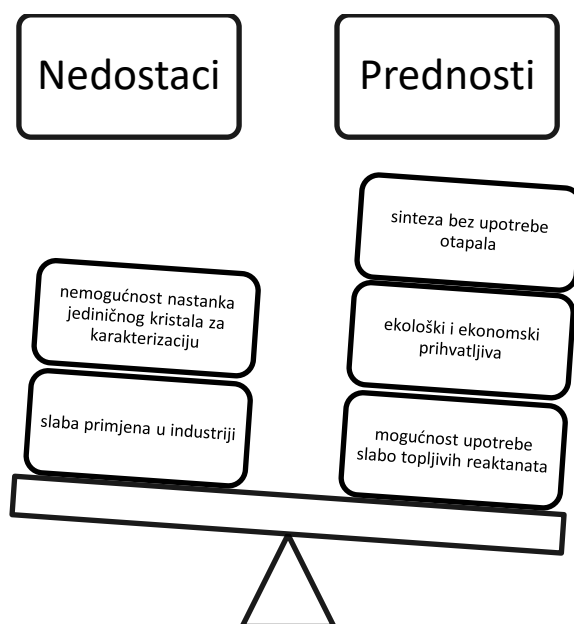 Nedostaci
Prednosti
nemogućnost nastanka
jediničnog kristala za
karakterizaciju
slaba primjena u industriji
sinteza bez upotrebe
otapala
ekološki i ekonomski
prihvatljiva
mogućnost upotrebe
slabo topljivih reaktanata